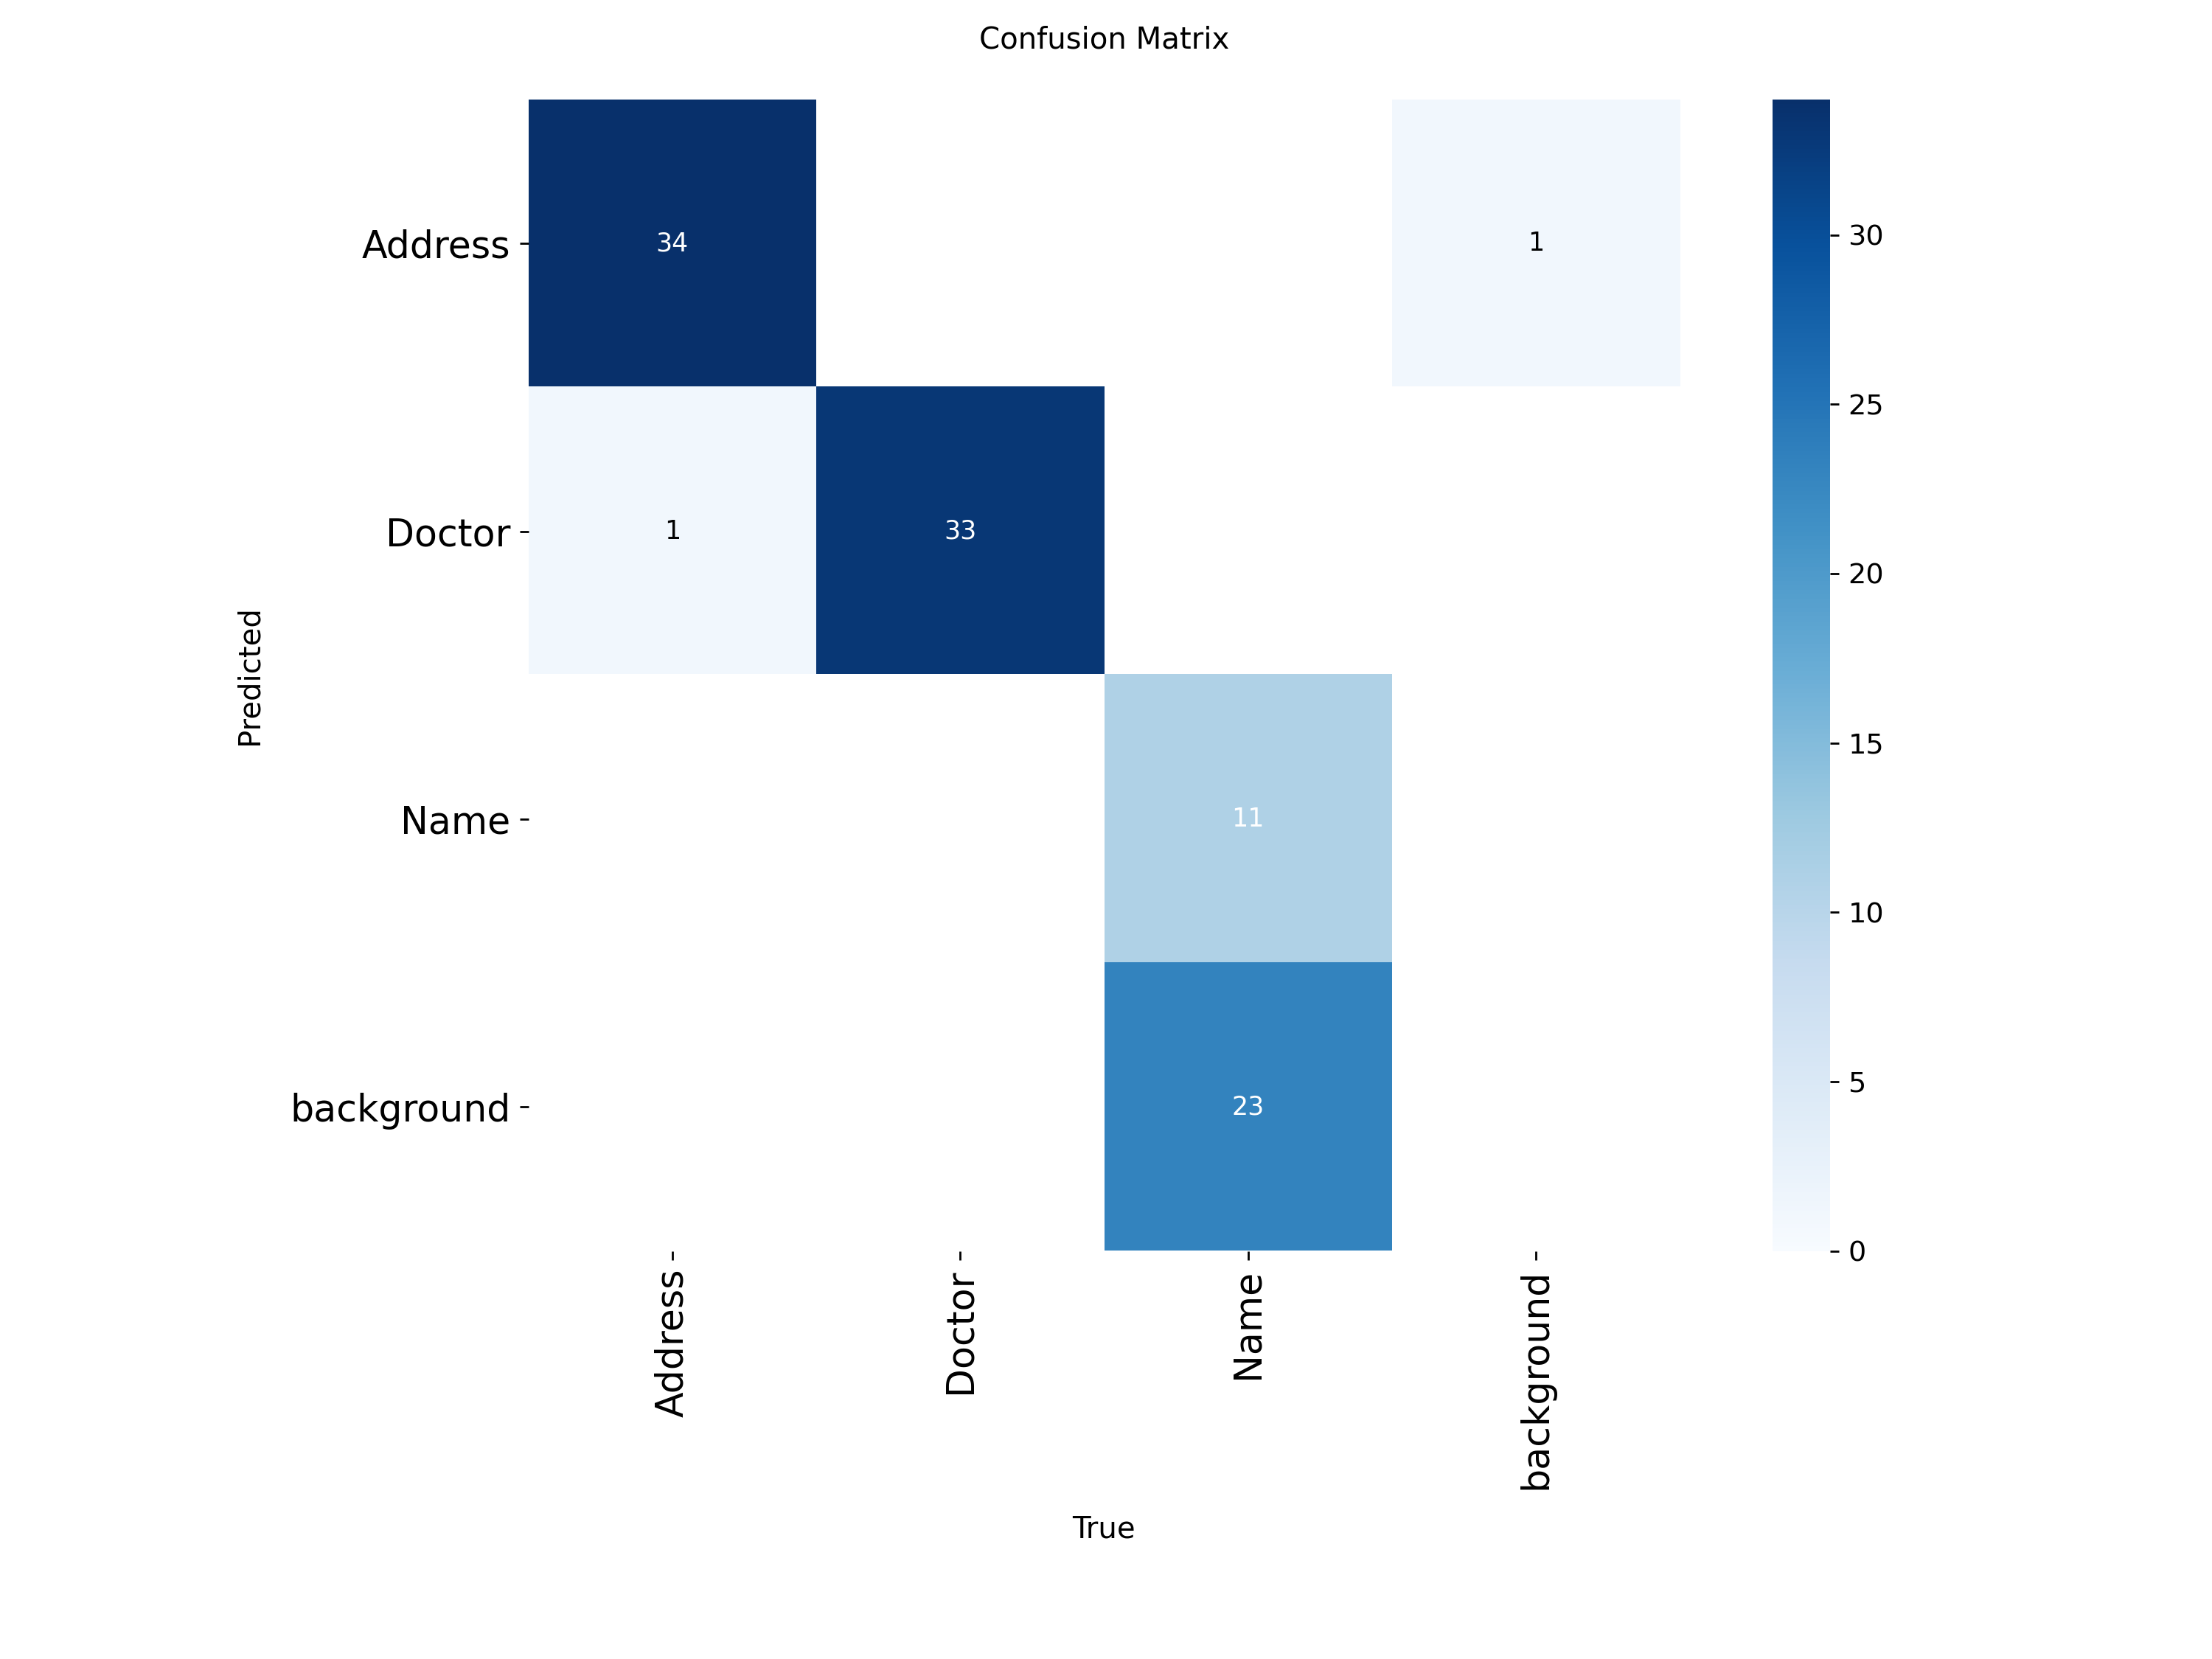 Confusion Matrix
Address
34
1
30
25
Doctor
1
33
20
Predicted
15
Name
11
10
background
23
5
0
Address
Doctor
Name
background
True